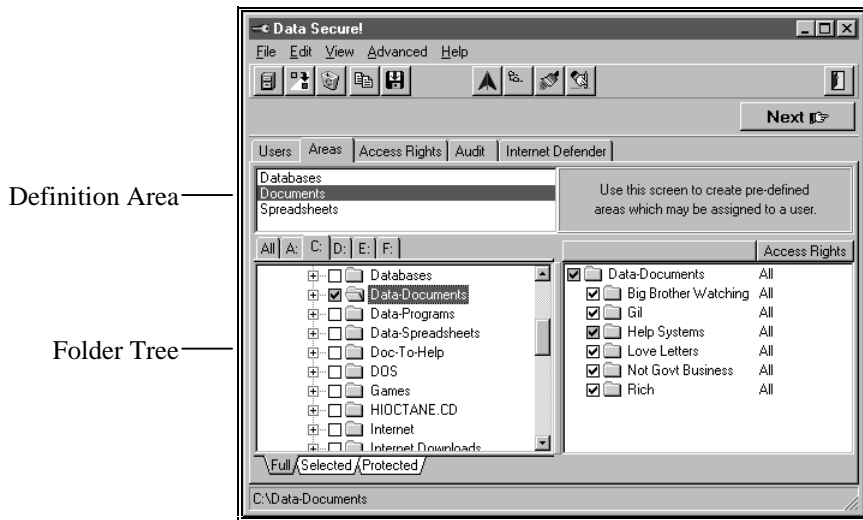 Data Secure!
File Edit View Advanced Help
Next
Users Areas Access Rights Audit Internet Defender
Definition Area
Databases
Documents
Spreadsheets
Use this screen to create pre-defined
areas which may be assigned to a user.
All A: C: D: E: F:
Access Rights
Folder Tree
Databases
Data-Documents
Data-Programs
Data-Spreadsheets
Doc-To-Help
DOS
Games
HIOCTANE.CD
Internet
Internet Downloads
Data-Documents All
Big Brother Watching All
Gil All
Help Systems All
Love Letters All
Not Govt Business All
Rich All
Full Selected Protected
C:\Data-Documents